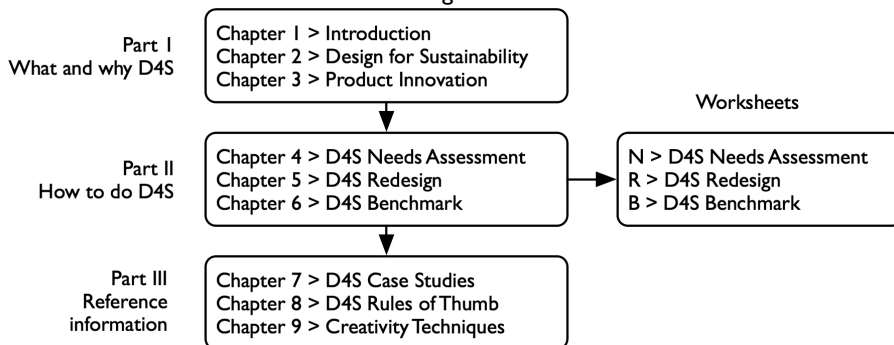 Part I
What and why D4S
Chapter 1 > Introduction
Chapter 2 > Design for Sustainability
Chapter 3 > Product Innovation
Worksheets
Part II
How to do D4S
Chapter 4 > D4S Needs Assessment
Chapter 5 > D4S Redesign
Chapter 6 > D4S Benchmark
N > D4S Needs Assessment
R > D4S Redesign
B > D4S Benchmark
Part III
Reference
information
Chapter 7 > D4S Case Studies
Chapter 8 > D4S Rules of Thumb
Chapter 9 > Creativity Techniques